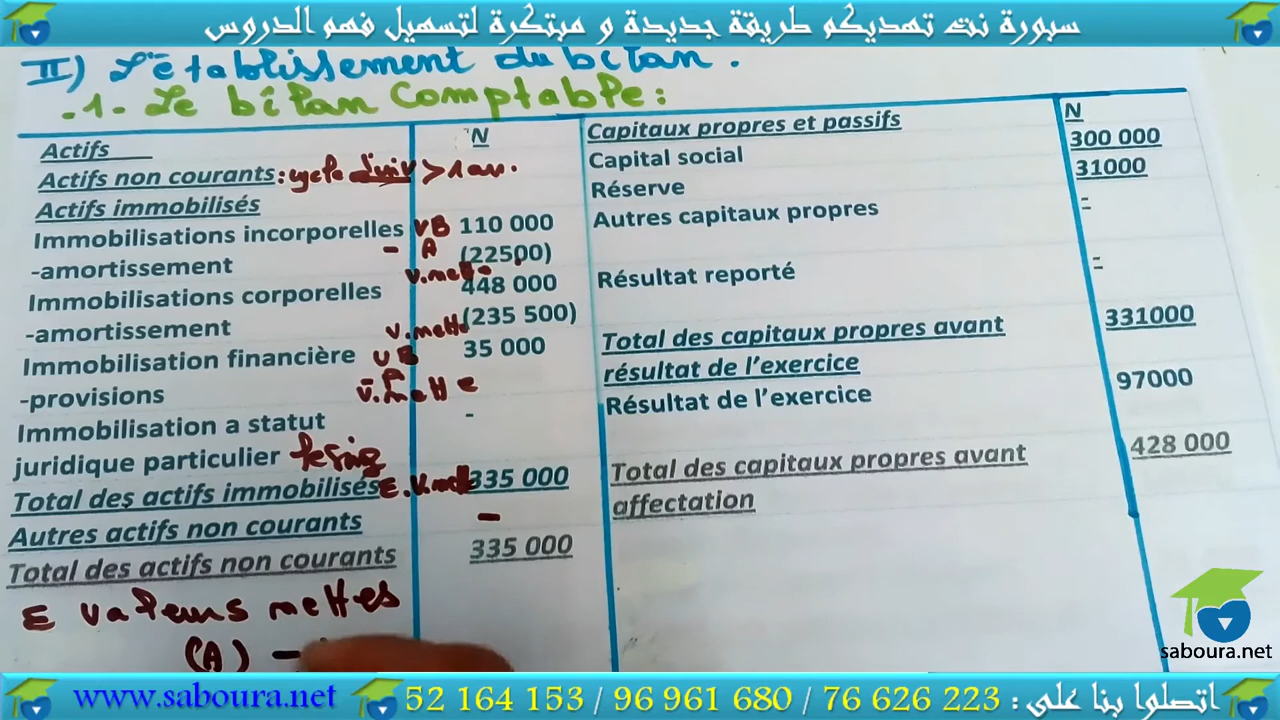 سبورة نت تهديكم طريقة جديدة و مبتكرة لتسهيل فهم الدروس
II) L'établissement du bilan.
.1- Le bilan comptable:
Actifs N
Actifs non courants: cycle > 1 an.
Actifs immobilisés
Immobilisations incorporelles VB 110 000
-amortissement - A (22500)
V.nette
Immobilisations corporelles 448 000
-amortissement (235 500)
V.nette
Immobilisation financière VB 35 000
-provisions - P
V.nette
Immobilisation a statut -
juridique particulier leasing
Total des actifs immobilisés Σ.V.nett 335 000
Autres actifs non courants -
Total des actifs non courants 335 000
Σ valeurs nettes
(A) -
Capitaux propres et passifs N
Capital social 300 000
Réserve 31000
Autres capitaux propres -
Résultat reporté -
Total des capitaux propres avant 331000
résultat de l’exercice
Résultat de l’exercice 97000
Total des capitaux propres avant 428 000
affectation
saboura.net
www.saboura.net 52 164 153 / 96 961 680 / 76 626 223 : اتصلوا بنا على